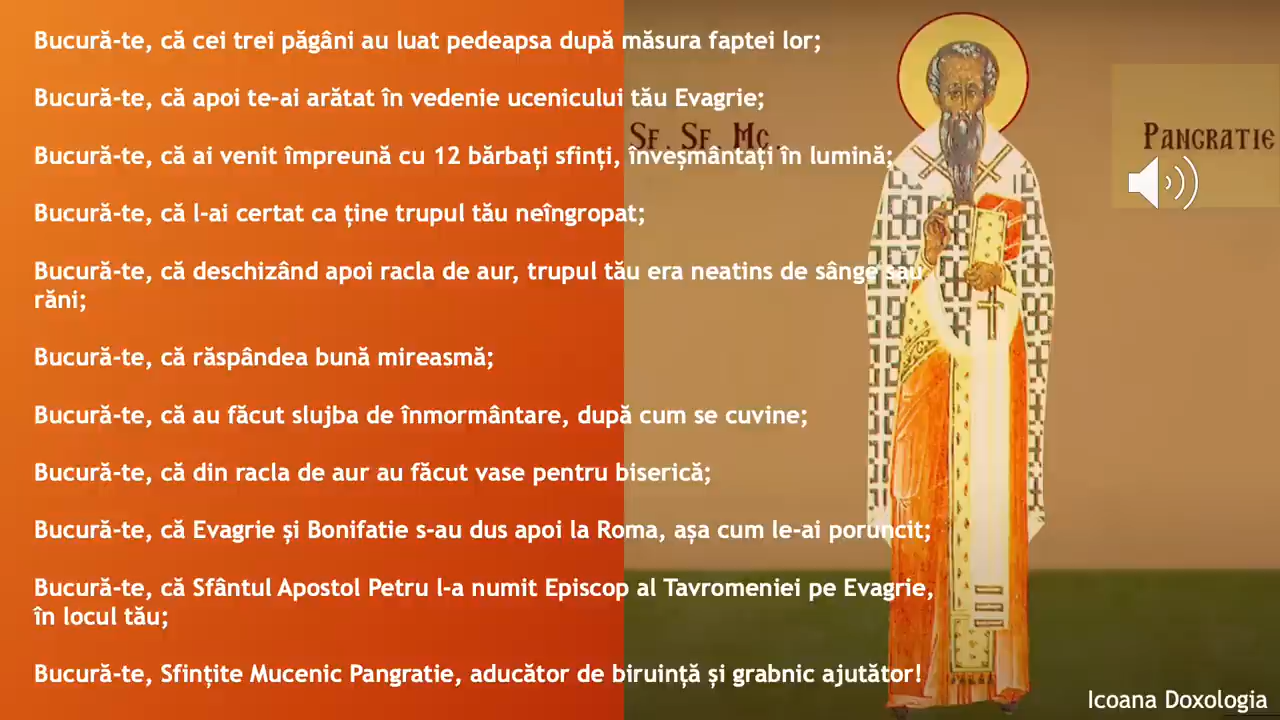 Bucură-te, că cei trei păgâni au luat pedeapsa după măsura faptei lor;
Bucură-te, că apoi te-ai arătat în vedenie ucenicului tău Evagrie;
Sf. Sf. Mc.
Pangratie
Bucură-te, că ai venit împreună cu 12 bărbați sfinți, înveșmântați în lumină;
Bucură-te, că l-ai certat ca ține trupul tău neîngropat;
Bucură-te, că deschizând apoi racla de aur, trupul tău era neatins de sânge sau
răni;
Bucură-te, că răspândea bună mireasmă;
Bucură-te, că au făcut slujba de înmormântare, după cum se cuvine;
Bucură-te, că din racla de aur au făcut vase pentru biserică;
Bucură-te, că Evagrie și Bonifatie s-au dus apoi la Roma, așa cum le-ai poruncit;
Bucură-te, că Sfântul Apostol Petru l-a numit Episcop al Tavromeniei pe Evagrie,
în locul tău;
Bucură-te, Sfințite Mucenic Pangratie, aducător de biruință și grabnic ajutător!
Icoana Doxologia